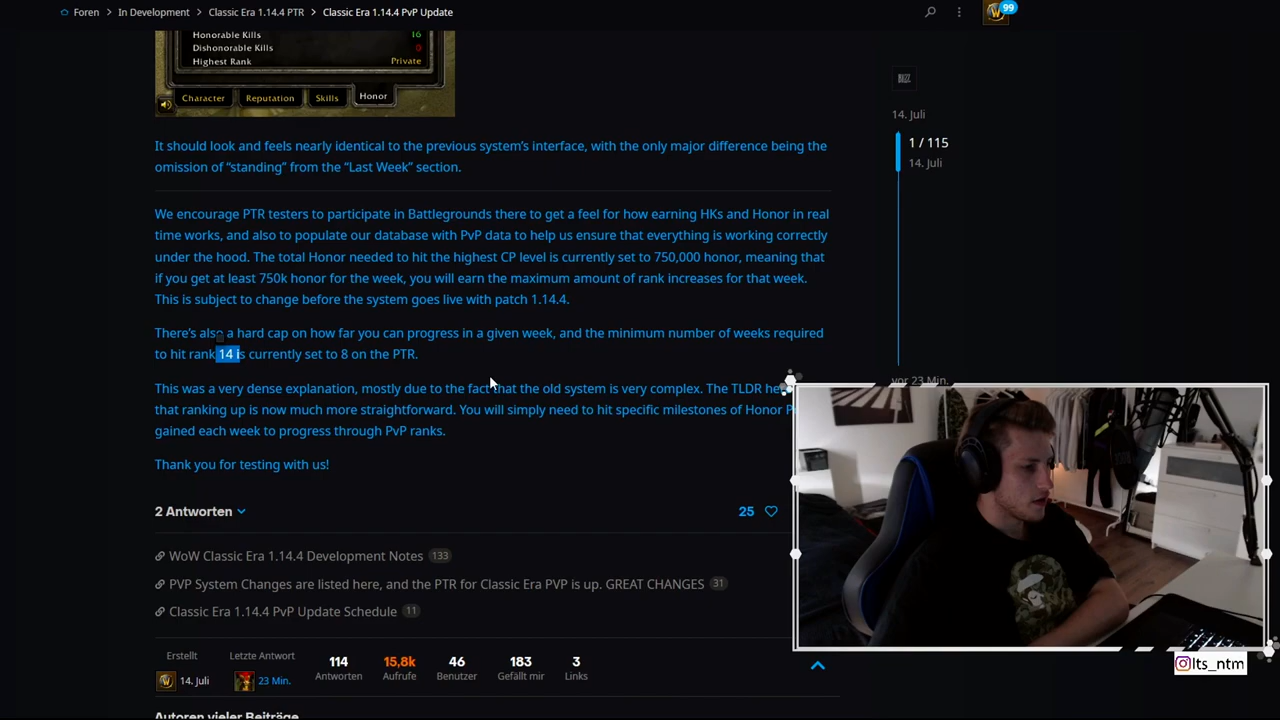 Foren > In Development > Classic Era 1.14.4 PTR > Classic Era 1.14.4 PvP Update
99
Honorable Kills 16
Dishonorable Kills 0
Highest Rank Private
Character Reputation Skills Honor
14. Juli
1 / 115
14. Juli
It should look and feels nearly identical to the previous system's interface, with the only major difference being the
omission of “standing” from the “Last Week” section.
We encourage PTR testers to participate in Battlegrounds there to get a feel for how earning HKs and Honor in real
time works, and also to populate our database with PvP data to help us ensure that everything is working correctly
under the hood. The total Honor needed to hit the highest CP level is currently set to 750,000 honor, meaning that
if you get at least 750k honor for the week, you will earn the maximum amount of rank increases for that week.
This is subject to change before the system goes live with patch 1.14.4.
There's also a hard cap on how far you can progress in a given week, and the minimum number of weeks required
to hit rank 14 is currently set to 8 on the PTR.
vor 23 Min.
This was a very dense explanation, mostly due to the fact that the old system is very complex. The TLDR
that ranking up is now much more straightforward. You will simply need to hit specific milestones of Honor
gained each week to progress through PvP ranks.
Thank you for testing with us!
2 Antworten
25
WoW Classic Era 1.14.4 Development Notes 133
PVP System Changes are listed here, and the PTR for Classic Era PVP is up. GREAT CHANGES 31
Classic Era 1.14.4 PvP Update Schedule 11
Erstellt Letzte Antwort 114 15,8k 46 183 3
14. Juli 23 Min. Antworten Aufrufe Benutzer Gefällt mir Links
Autoren vieler Beiträge
Its_ntm